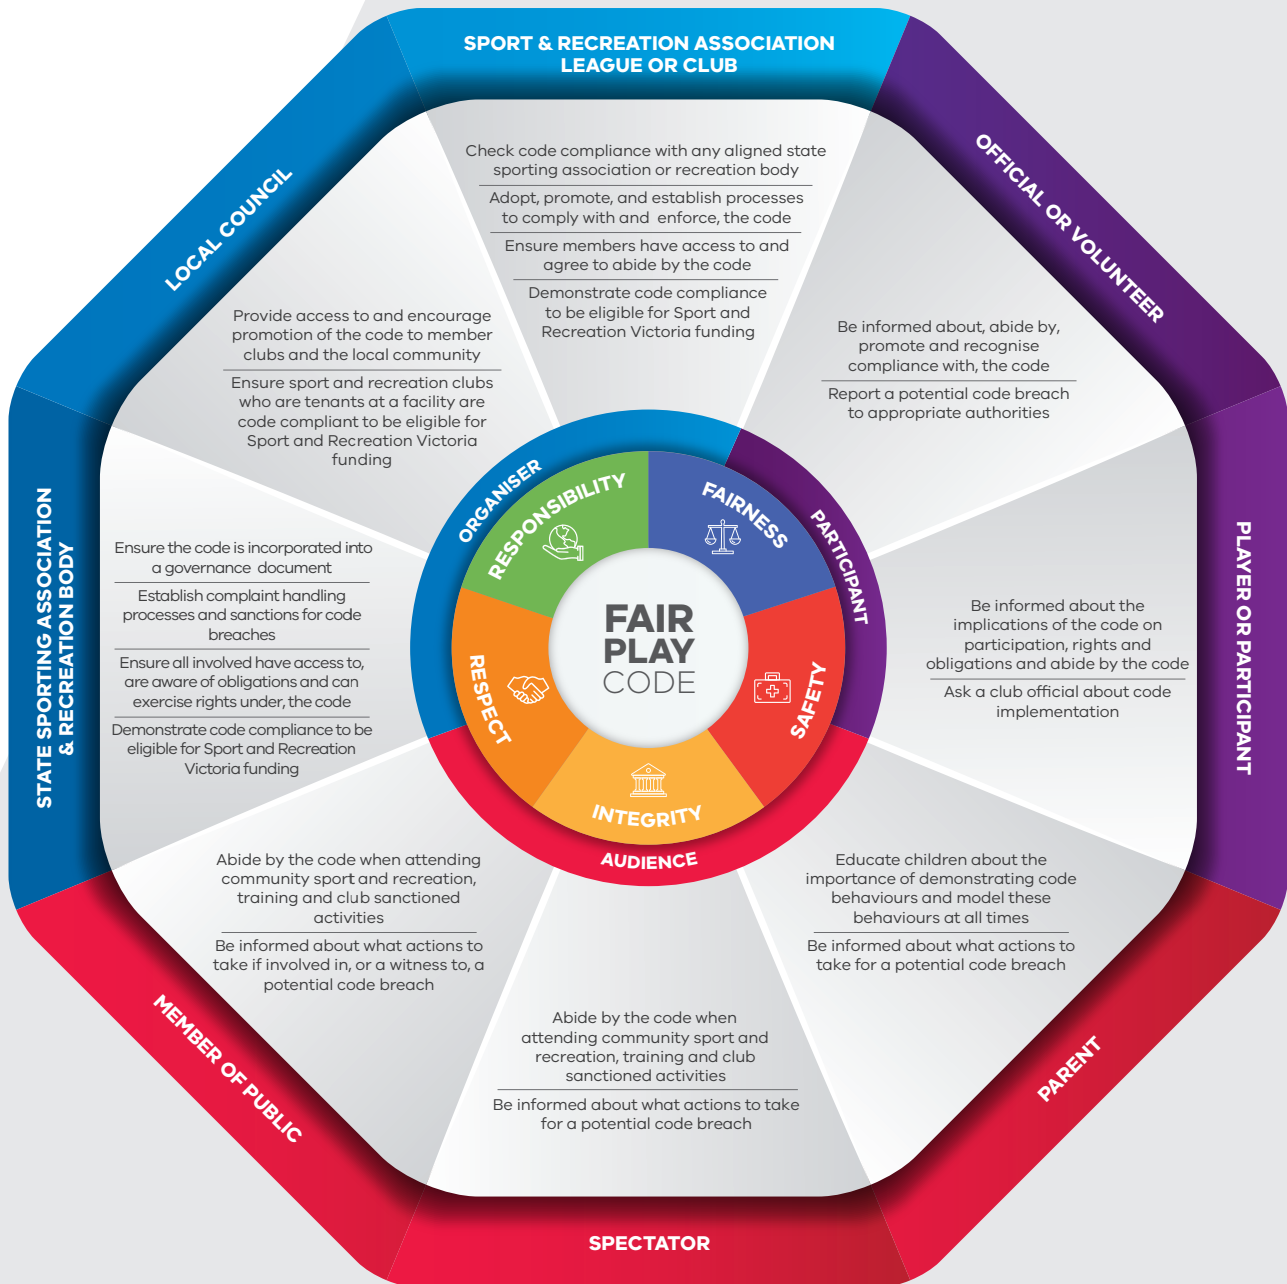 SPORT & RECREATION ASSOCIATION
LEAGUE OR CLUB
Check code compliance with any aligned state
sporting association or recreation body
Adopt, promote, and establish processes
to comply with and enforce, the code
Ensure members have access to and
agree to abide by the code
Demonstrate code compliance
to be eligible for Sport and
Recreation Victoria funding
OFFICIAL OR VOLUNTEER
Be informed about, abide by,
promote and recognise
compliance with, the code
Report a potential code breach
to appropriate authorities
PLAYER OR PARTICIPANT
Be informed about the
implications of the code on
participation, rights and
obligations and abide by the code
Ask a club official about code
implementation
PARENT
Educate children about the
importance of demonstrating code
behaviours and model these
behaviours at all times
Be informed about what actions to
take for a potential code breach
SPECTATOR
Abide by the code when
attending community sport and
recreation, training and club
sanctioned activities
Be informed about what actions to take
for a potential code breach
MEMBER OF PUBLIC
Abide by the code when attending
community sport and recreation,
training and club sanctioned
activities
Be informed about what actions to
take if involved in, or a witness to, a
potential code breach
STATE SPORTING ASSOCIATION
& RECREATION BODY
Ensure the code is incorporated into
a governance document
Establish complaint handling
processes and sanctions for code
breaches
Ensure all involved have access to,
are aware of obligations and can
exercise rights under, the code
Demonstrate code compliance to be
eligible for Sport and Recreation
Victoria funding
LOCAL COUNCIL
Provide access to and encourage
promotion of the code to member
clubs and the local community
Ensure sport and recreation clubs
who are tenants at a facility are
code compliant to be eligible for
Sport and Recreation Victoria
funding
ORGANISER
PARTICIPANT
AUDIENCE
RESPONSIBILITY
FAIRNESS
SAFETY
INTEGRITY
RESPECT
FAIR
PLAY
CODE